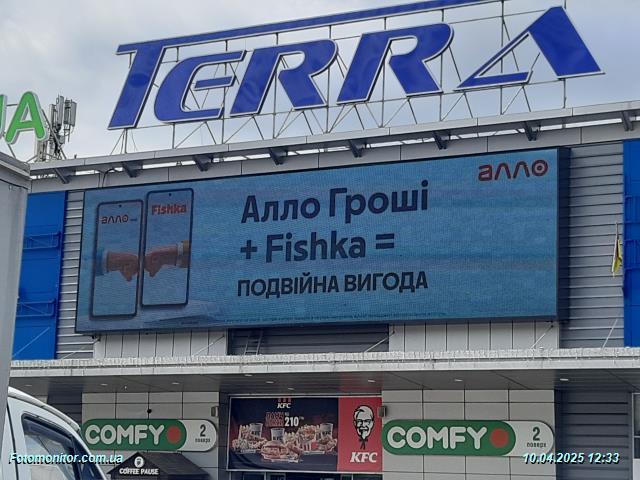 TERRA
UA
алло
алло
Fishka
Алло Гроші
+ Fishka =
ПОДВІЙНА ВИГОДА
KFC
210
KFC
COMFY
2
поверх
COMFY
2
поверх
COFFEE PAUSE
Fotomonitor.com.ua
10.04.2025 12:33